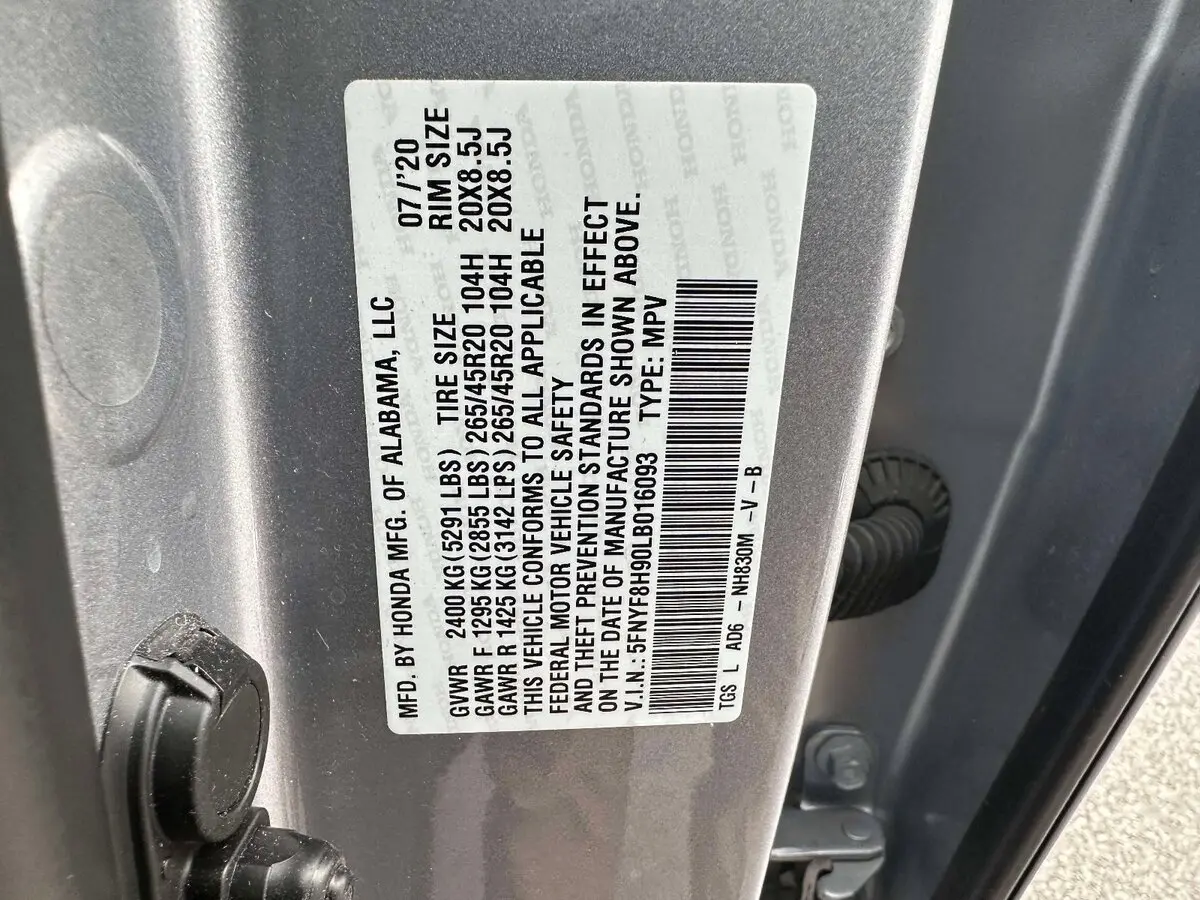 MFD. BY HONDA MFG. OF ALABAMA, LLC 07/'20
GVWR 2400 KG (5291 LBS) TIRE SIZE RIM SIZE
GAWR F 1295 KG (2855 LBS) 265/45R20 104H 20X8.5J
GAWR R 1425 KG (3142 LPS) 265/45R20 104H 20X8.5J
THIS VEHICLE CONFORMS TO ALL APPLICABLE
FEDERAL MOTOR VEHICLE SAFETY
AND THEFT PREVENTION STANDARDS IN EFFECT
ON THE DATE OF MANUFACTURE SHOWN ABOVE.
V.I.N.: 5FNYF8H90LB016093 TYPE: MPV
TGS L AD6 - NH830M -V-B